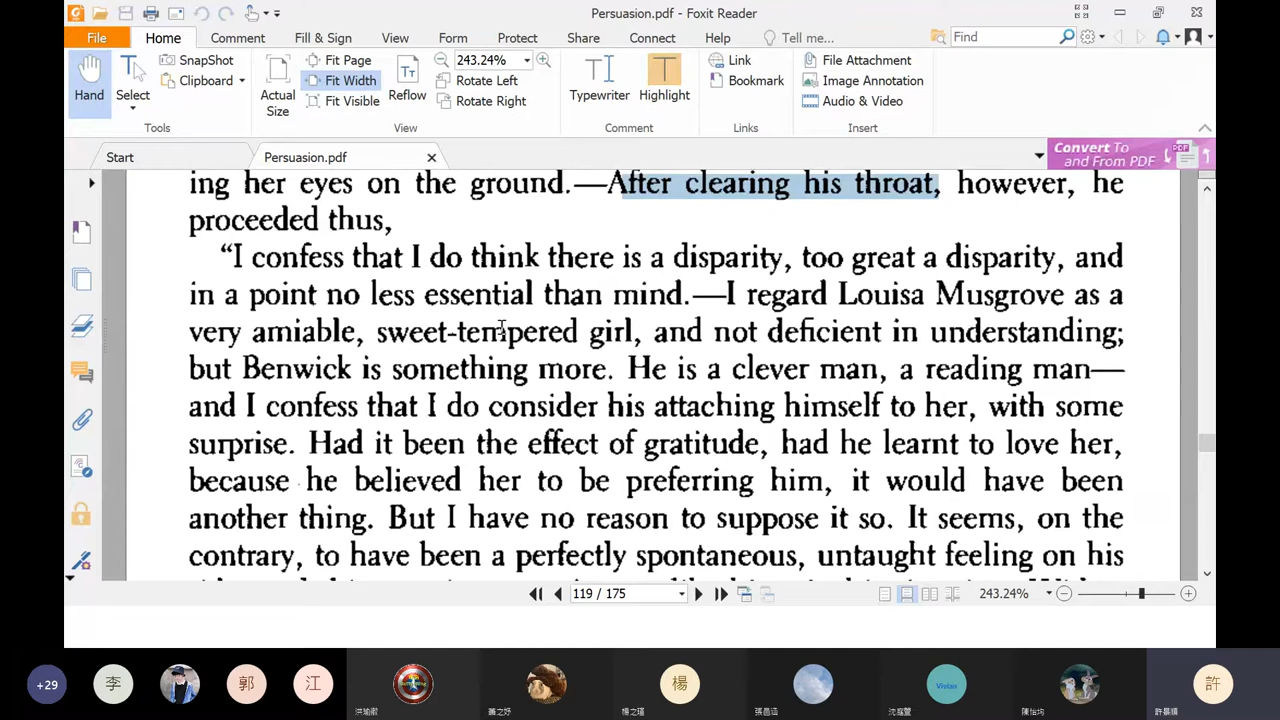 Persuasion.pdf - Foxit Reader
File Home Comment Fill & Sign View Form Protect Share Connect Help Tell me... Find
Hand
Select
SnapShot
Clipboard
Tools
Actual Size
Fit Page
Fit Width
Fit Visible
Reflow
243.24%
Rotate Left
Rotate Right
View
Typewriter
Highlight
Comment
Link
Bookmark
Links
File Attachment
Image Annotation
Audio & Video
Insert
Start
Persuasion.pdf
Convert To
and From PDF
PDF
ing her eyes on the ground.—After clearing his throat, however, he
proceeded thus,
“I confess that I do think there is a disparity, too great a disparity, and
in a point no less essential than mind.—I regard Louisa Musgrove as a
very amiable, sweet-tempered girl, and not deficient in understanding;
but Benwick is something more. He is a clever man, a reading man—
and I confess that I do consider his attaching himself to her, with some
surprise. Had it been the effect of gratitude, had he learnt to love her,
because he believed her to be preferring him, it would have been
another thing. But I have no reason to suppose it so. It seems, on the
contrary, to have been a perfectly spontaneous, untaught feeling on his
119 / 175
243.24%
+29
李
郭
江
楊
Vivian
許
楊之瑾